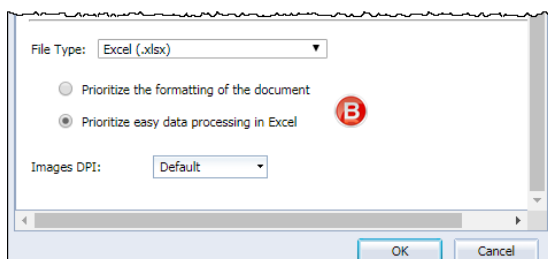 File Type: Excel (.xlsx)
Prioritize the formatting of the document
Prioritize easy data processing in Excel
B
Images DPI: Default
OK Cancel